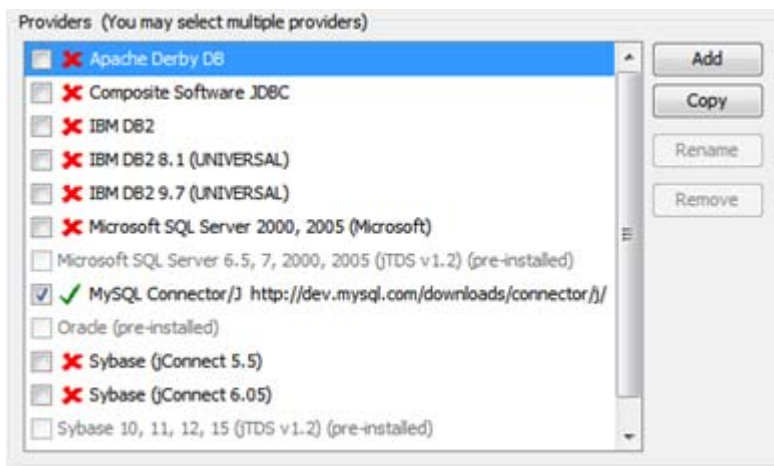 Providers (You may select multiple providers)
Apache Derby DB
Composite Software JDBC
IBM DB2
IBM DB2 8.1 (UNIVERSAL)
IBM DB2 9.7 (UNIVERSAL)
Microsoft SQL Server 2000, 2005 (Microsoft)
Microsoft SQL Server 6.5, 7, 2000, 2005 (jTDS v1.2) (pre-installed)
MySQL Connector/J http://dev.mysql.com/downloads/connector/j/
Oracle (pre-installed)
Sybase (jConnect 5.5)
Sybase (jConnect 6.05)
Sybase 10, 11, 12, 15 (jTDS v1.2) (pre-installed)
Add
Copy
Rename
Remove